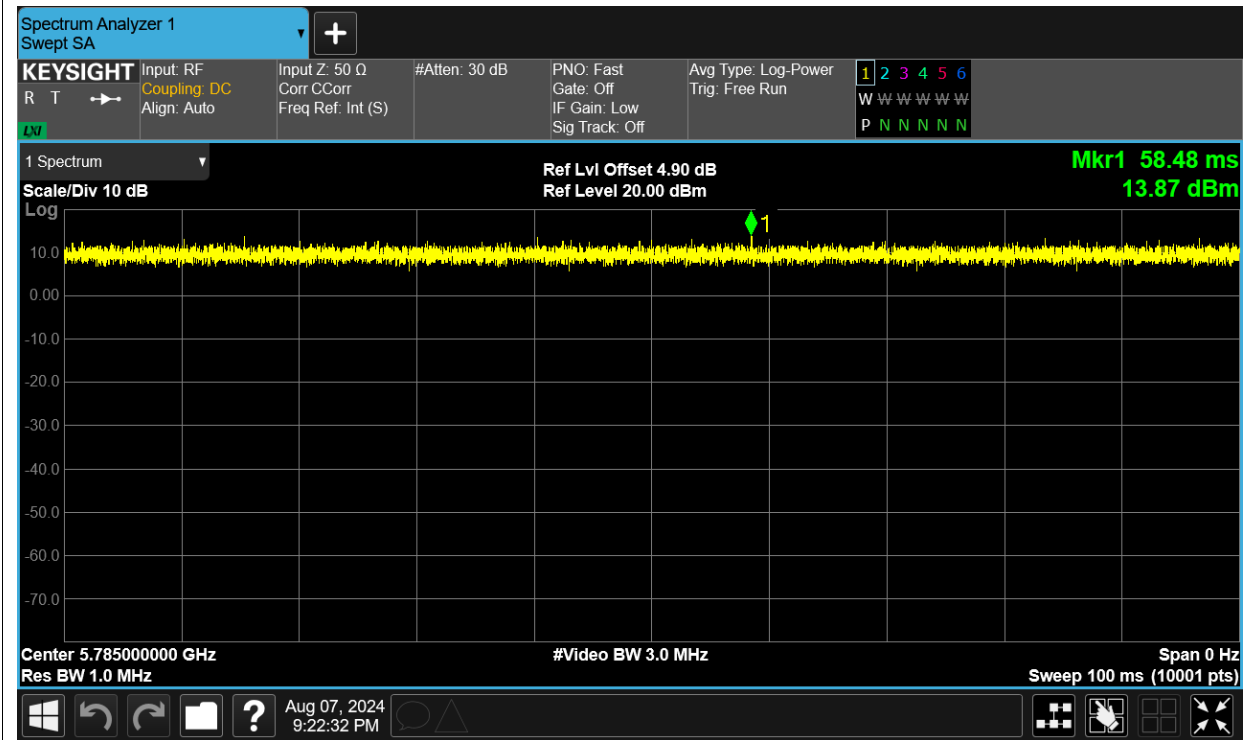 Spectrum Analyzer 1
Swept SA
+
KEYSIGHT
R T
LXI
Input: RF
Coupling: DC
Align: Auto
Input Z: 50 Ω
Corr CCorr
Freq Ref: Int (S)
#Atten: 30 dB
PNO: Fast
Gate: Off
IF Gain: Low
Sig Track: Off
Avg Type: Log-Power
Trig: Free Run
1 2 3 4 5 6
W W W W W W
P N N N N N
1 Spectrum
Scale/Div 10 dB
Ref Lvl Offset 4.90 dB
Ref Level 20.00 dBm
Mkr1 58.48 ms
13.87 dBm
Log
1
10.0
0.00
-10.0
-20.0
-30.0
-40.0
-50.0
-60.0
-70.0
Center 5.785000000 GHz
Res BW 1.0 MHz
#Video BW 3.0 MHz
Span 0 Hz
Sweep 100 ms (10001 pts)
?
Aug 07, 2024
9:22:32 PM